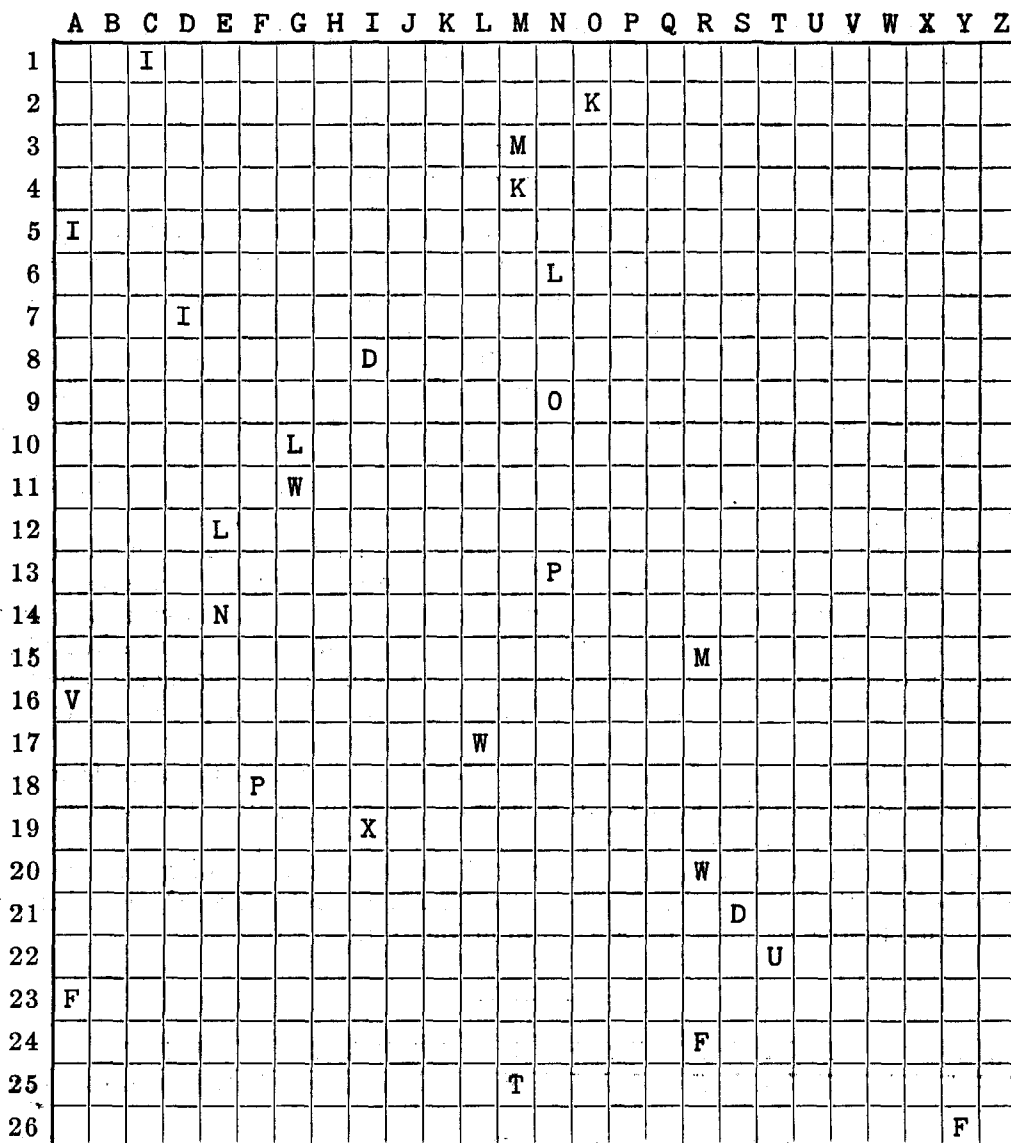 A B C D E F G H I J K L M N O P Q R S T U V W X Y Z
1 I
2 K
3 M
4 K
5 I
6 L
7 I
8 D
9 O
10 L
11 W
12 L
13 P
14 N
15 M
16 V
17 W
18 P
19 X
20 W
21 D
22 U
23 F
24 F
25 T
26 F